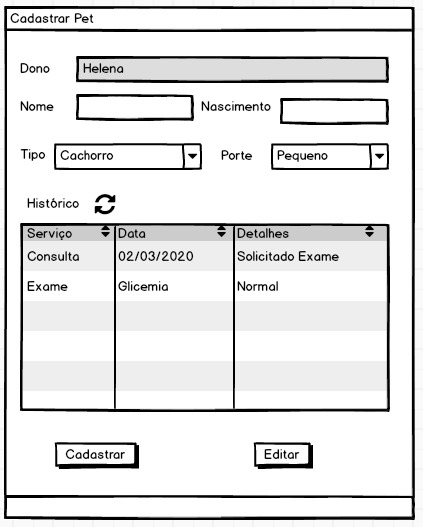 Cadastrar Pet
Dono Helena
Nome Nascimento
Tipo Cachorro Porte Pequeno
Histórico
Serviço Data Detalhes
Consulta 02/03/2020 Solicitado Exame
Exame Glicemia Normal
Cadastrar Editar